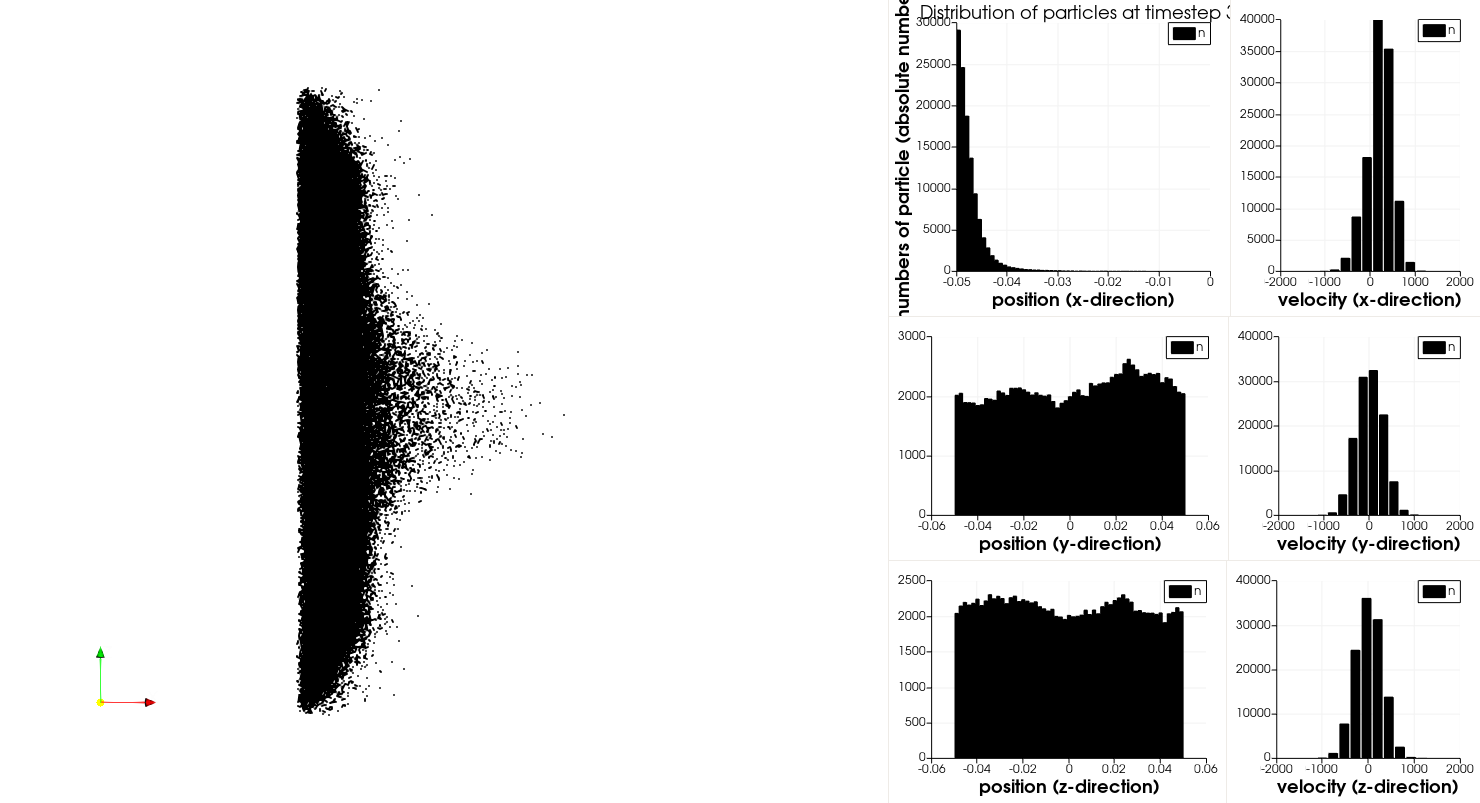 Distribution of particles at timestep
numbers of particle (absolute
30000
25000
20000
15000
10000
5000
0
-0.05 -0.04 -0.03 -0.02 -0.01 0
position (x-direction)
n
40000
35000
30000
25000
20000
15000
10000
5000
0
-2000 -1000 0 1000 2000
velocity (x-direction)
n
3000
2000
1000
0
-0.06 -0.04 -0.02 0 0.02 0.04 0.06
position (y-direction)
n
40000
30000
20000
10000
0
-2000 -1000 0 1000 2000
velocity (y-direction)
n
2500
2000
1500
1000
500
0
-0.06 -0.04 -0.02 0 0.02 0.04 0.06
position (z-direction)
n
40000
30000
20000
10000
0
-2000 -1000 0 1000 2000
velocity (z-direction)
n